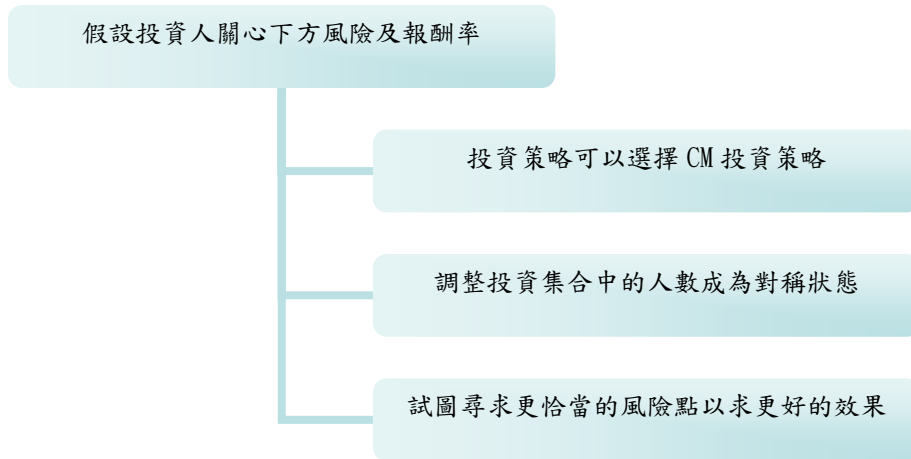 假設投資人關心下方風險及報酬率
投資策略可以選擇 CM 投資策略
調整投資集合中的人數成為對稱狀態
試圖尋求更恰當的風險點以求更好的效果